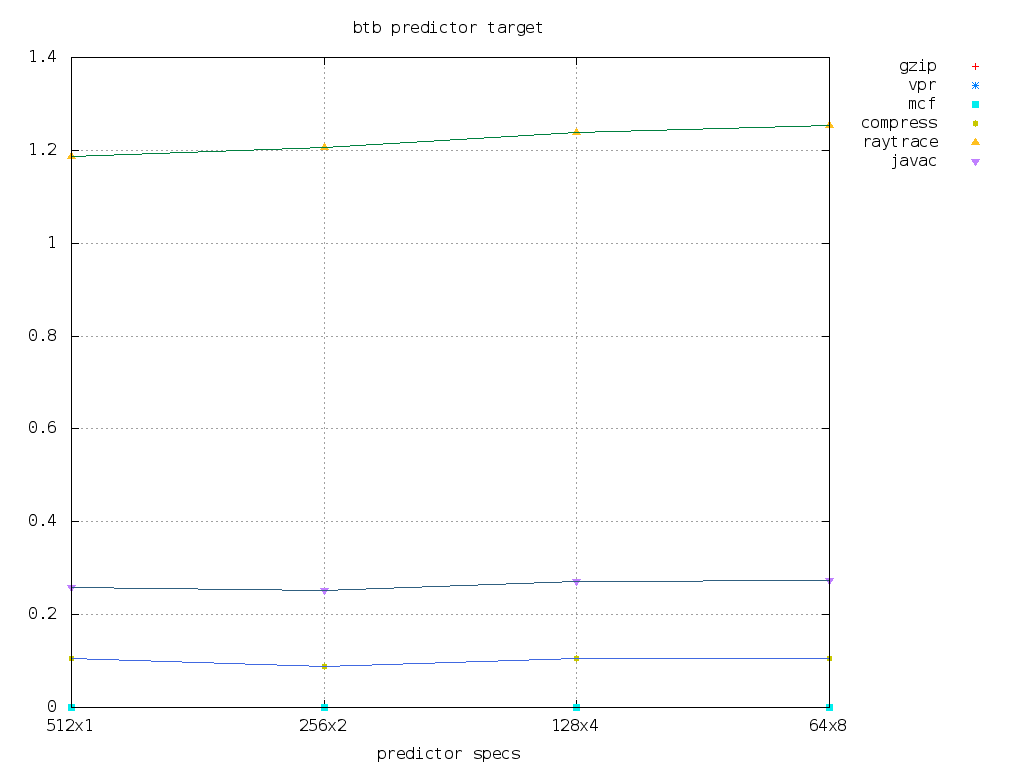 btb predictor target
1.4
1.2
1
0.8
0.6
0.4
0.2
0
512x1
256x2
128x4
64x8
predictor specs
gzip
vpr
mcf
compress
raytrace
javac